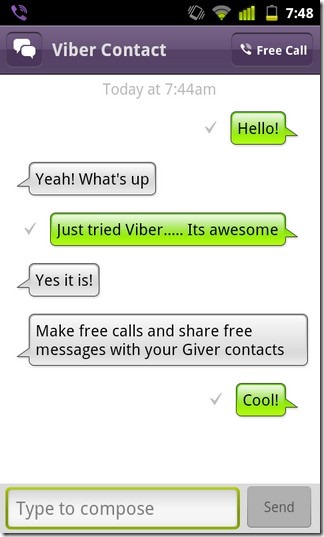 7:48
Viber Contact
Free Call
Today at 7:44am
Hello!
Yeah! What's up
Just tried Viber..... Its awesome
Yes it is!
Make free calls and share free
messages with your Giver contacts
Cool!
Type to compose
Send